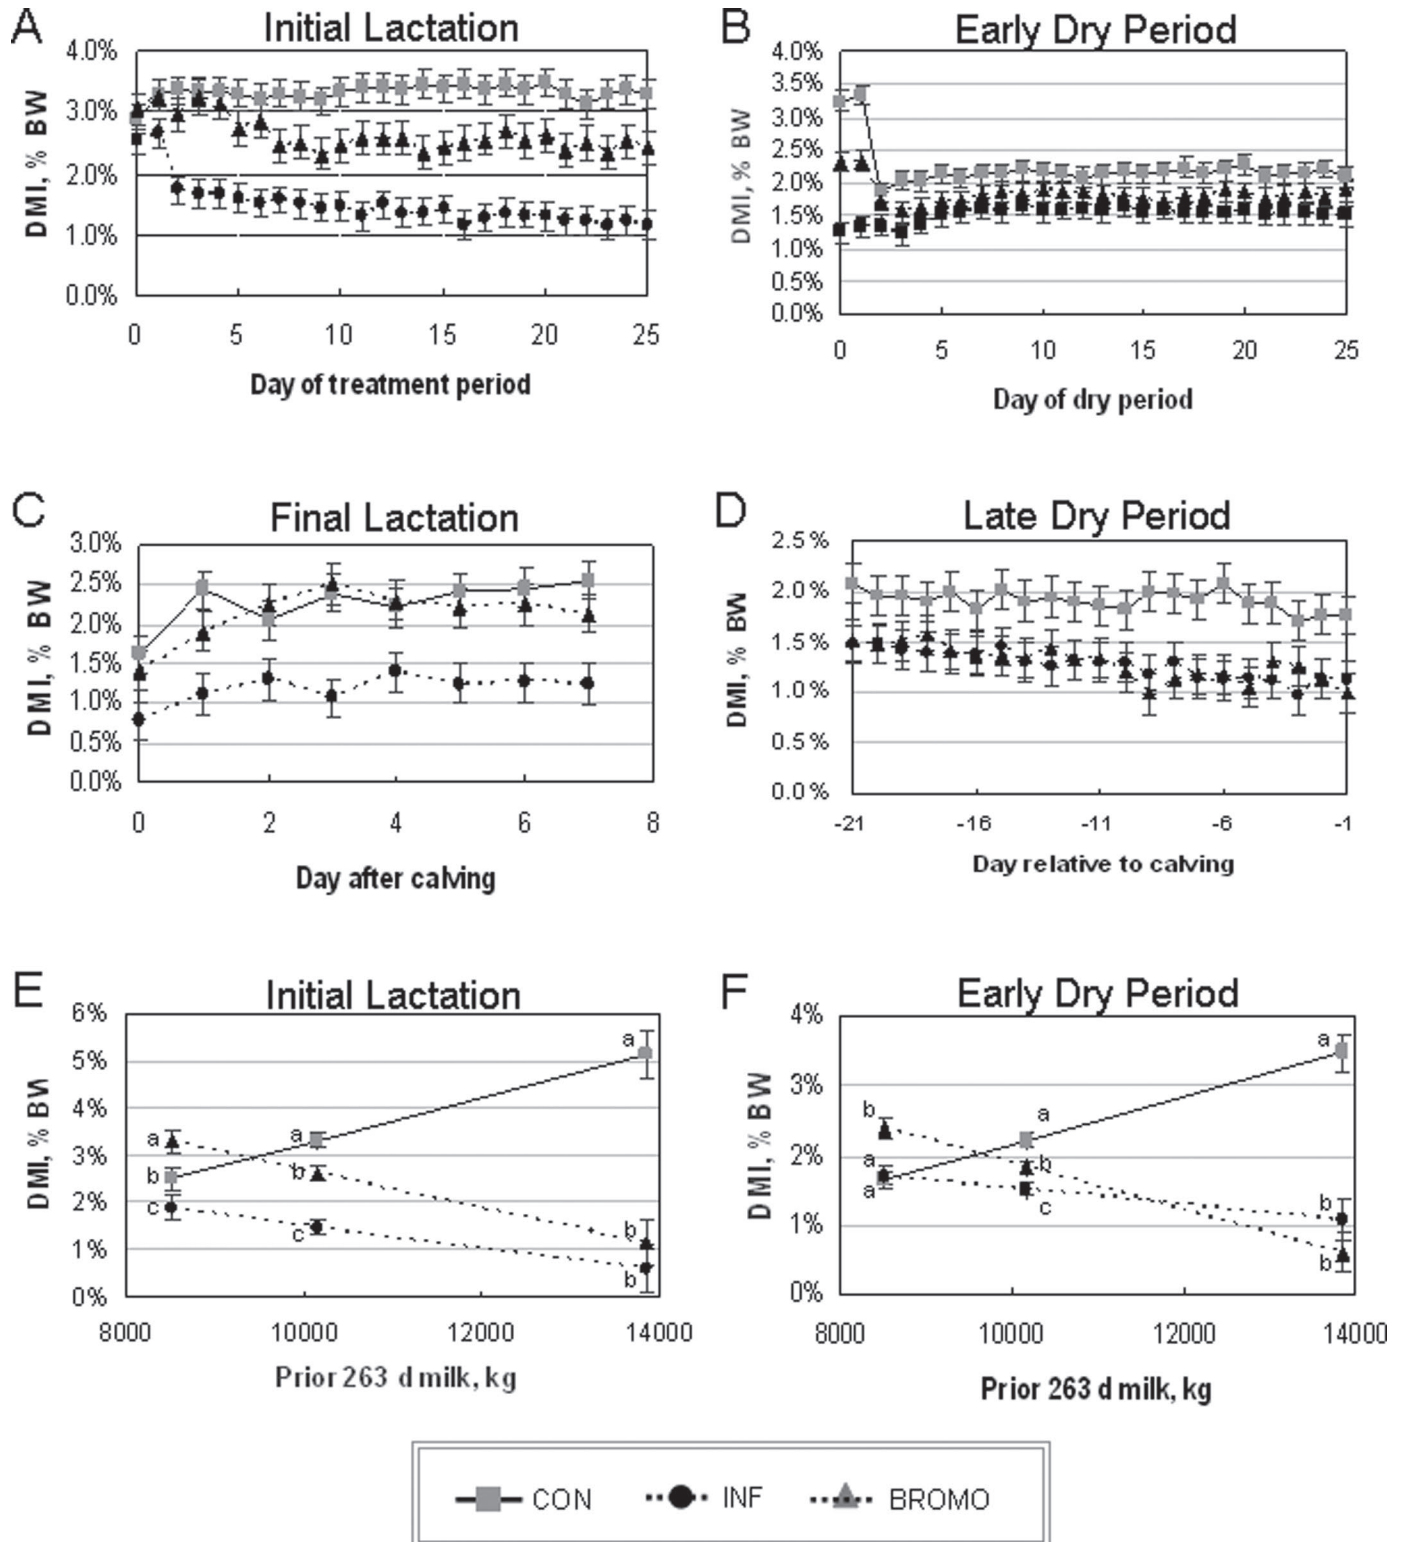 A
Initial Lactation
DMI, % BW
4.0%
3.0%
2.0%
1.0%
0.0%
0 5 10 15 20 25
Day of treatment period
B
Early Dry Period
DMI, % BW
4.0%
3.5%
3.0%
2.5%
2.0%
1.5%
1.0%
0.5%
0.0%
0 5 10 15 20 25
Day of dry period
C
Final Lactation
DMI, % BW
3.0%
2.5%
2.0%
1.5%
1.0%
0.5%
0.0%
0 2 4 6 8
Day after calving
D
Late Dry Period
DMI, % BW
2.5%
2.0%
1.5%
1.0%
0.5%
0.0%
-21 -16 -11 -6 -1
Day relative to calving
E
Initial Lactation
DMI, % BW
6%
5%
4%
3%
2%
1%
0%
a
a
a
b
b
c
c
b
b
8000 10000 12000 14000
Prior 263 d milk, kg
F
Early Dry Period
DMI, % BW
4%
3%
2%
1%
0%
a
b
a
a
b
a
c
b
b
8000 10000 12000 14000
Prior 263 d milk, kg
CON INF BROMO